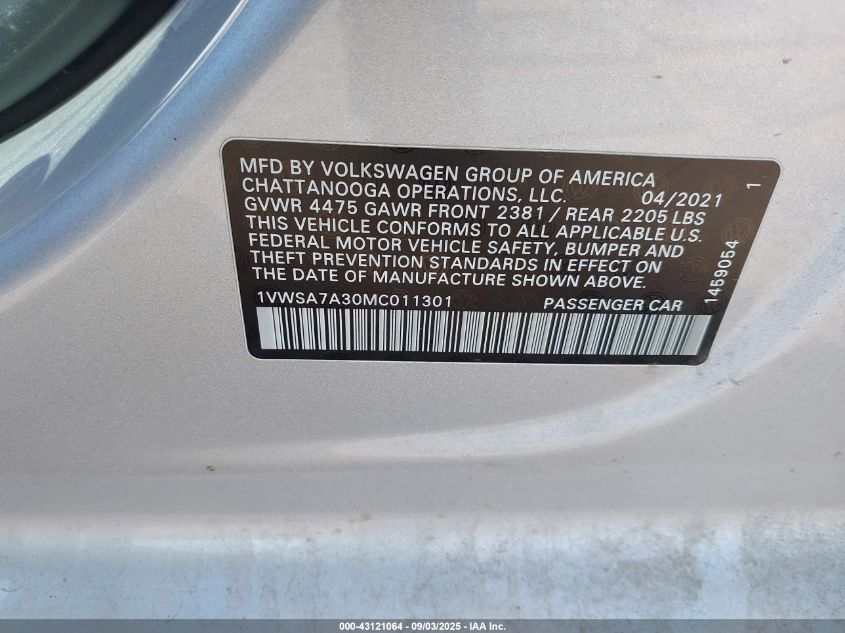 MFD BY VOLKSWAGEN GROUP OF AMERICA
CHATTANOOGA OPERATIONS, LLC. 04/2021 1
GVWR 4475 GAWR FRONT 2381 / REAR 2205 LBS
THIS VEHICLE CONFORMS TO ALL APPLICABLE U.S.
FEDERAL MOTOR VEHICLE SAFETY, BUMPER AND
THEFT PREVENTION STANDARDS IN EFFECT ON
THE DATE OF MANUFACTURE SHOWN ABOVE.
1VWSA7A30MC011301 PASSENGER CAR
1459054
000-43121064 - 09/03/2025 - IAA Inc.